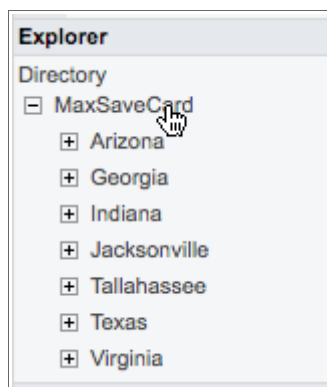 Explorer
Directory
MaxSaveCard
Arizona
Georgia
Indiana
Jacksonville
Tallahassee
Texas
Virginia